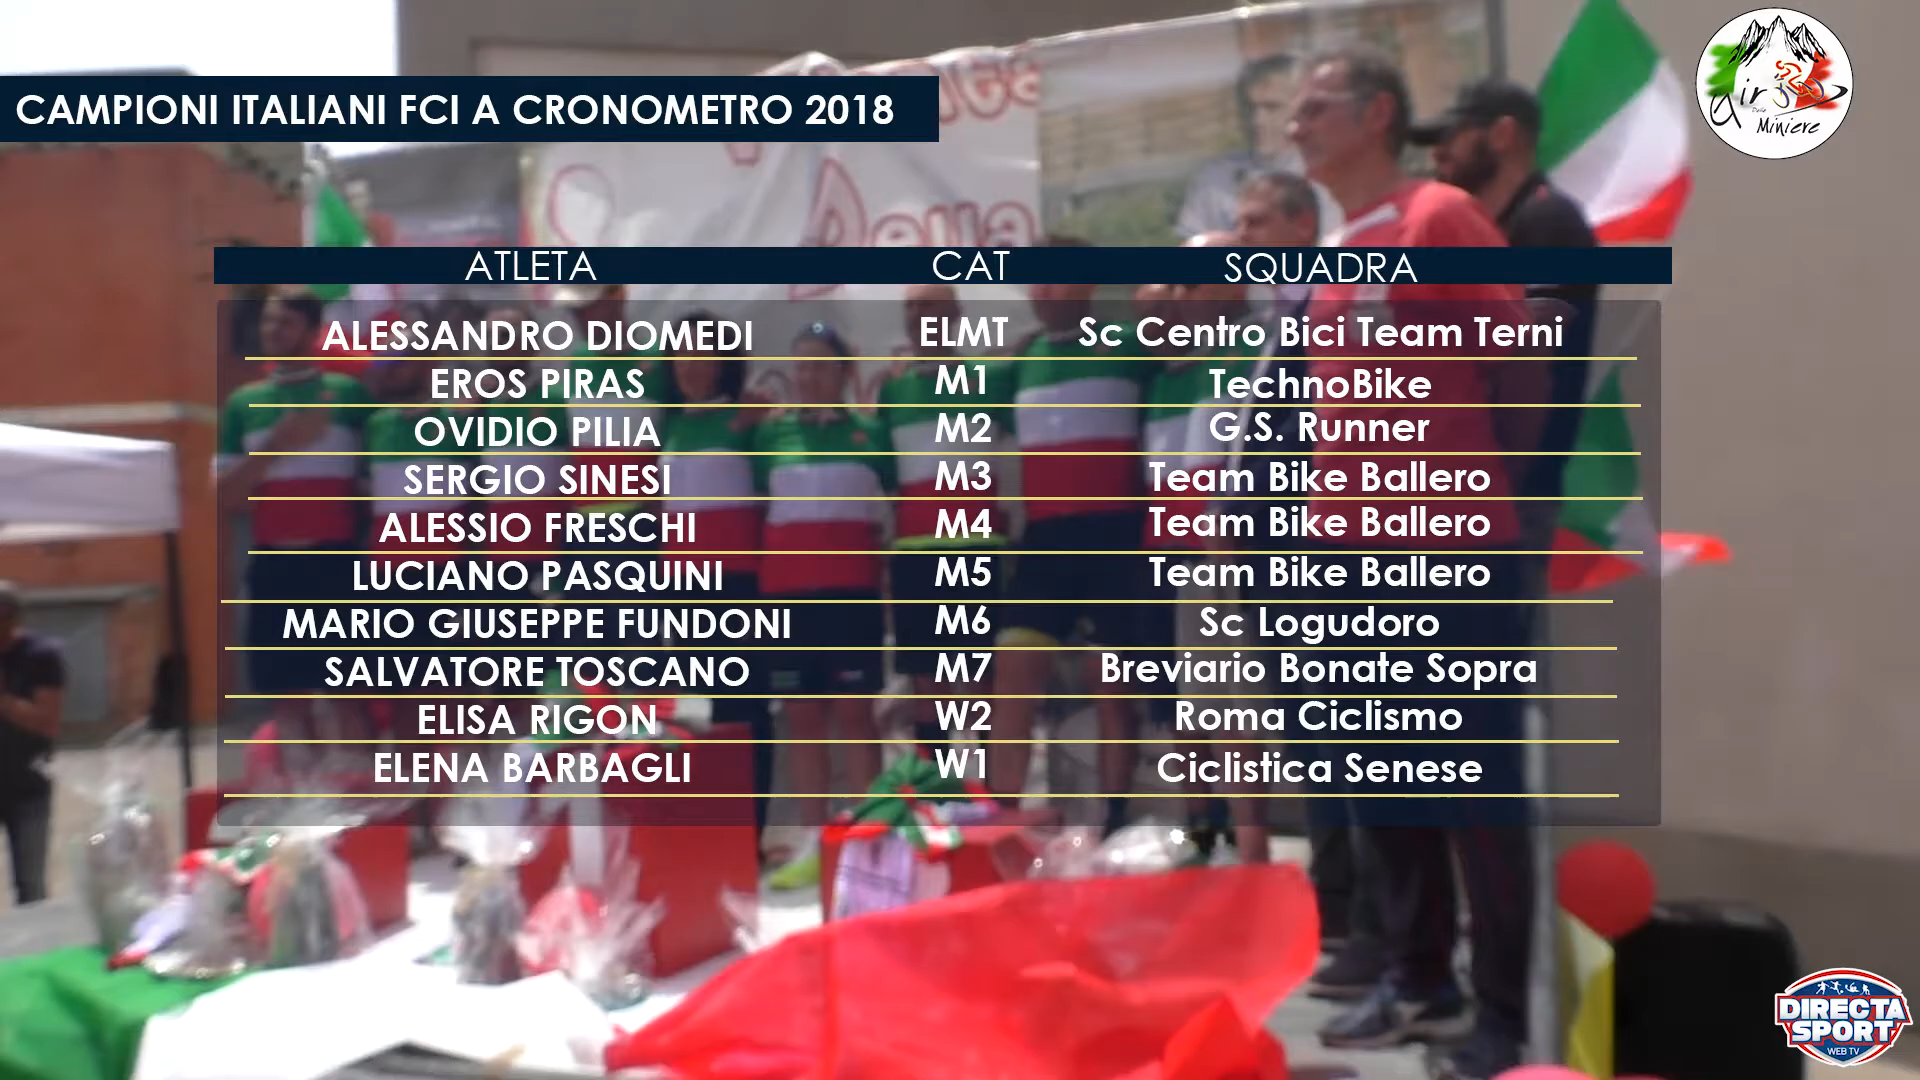 CAMPIONI ITALIANI FCI A CRONOMETRO 2018
Giro
Delle
Miniere
Della
ATLETA CAT SQUADRA
ALESSANDRO DIOMEDI ELMT Sc Centro Bici Team Terni
EROS PIRAS M1 TechnoBike
OVIDIO PILIA M2 G.S. Runner
SERGIO SINESI M3 Team Bike Ballero
ALESSIO FRESCHI M4 Team Bike Ballero
LUCIANO PASQUINI M5 Team Bike Ballero
MARIO GIUSEPPE FUNDONI M6 Sc Logudoro
SALVATORE TOSCANO M7 Breviario Bonate Sopra
ELISA RIGON W2 Roma Ciclismo
ELENA BARBAGLI W1 Ciclistica Senese
DIRECTA
SPORT
WEB TV